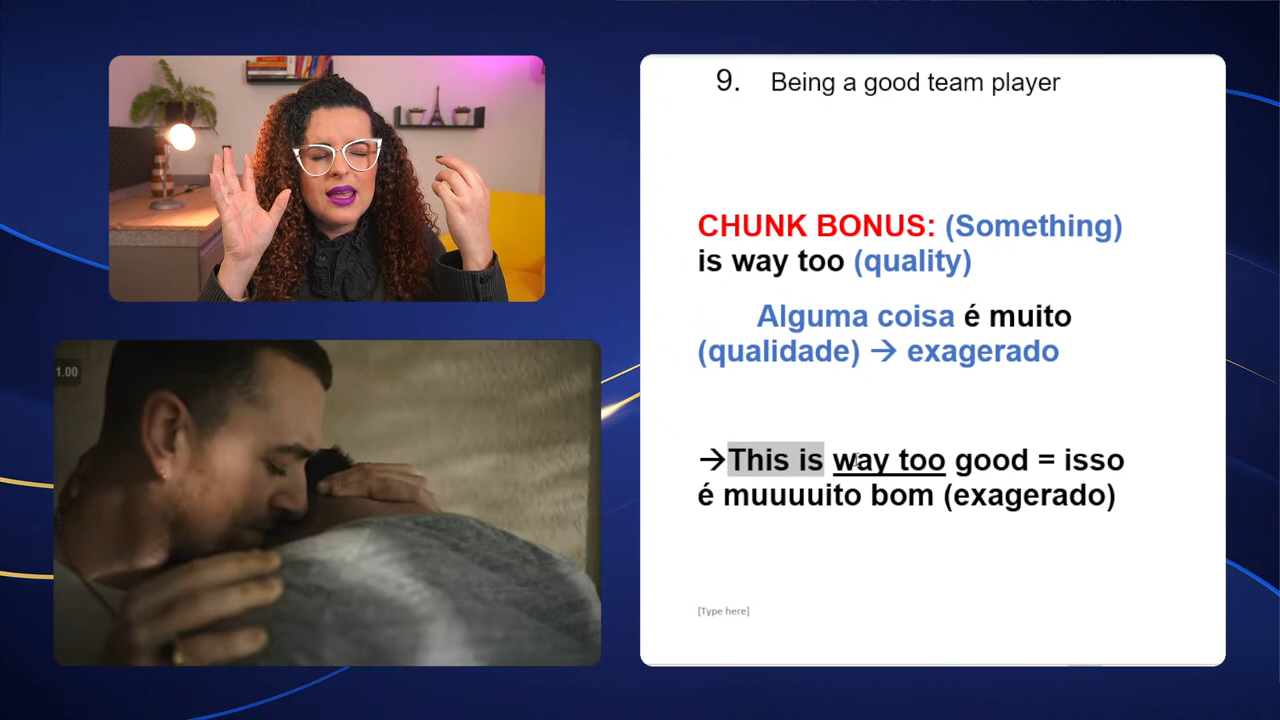 1.00
9. Being a good team player
CHUNK BONUS: (Something)
is way too (quality)
Alguma coisa é muito
(qualidade) → exagerado
→This is way too good = isso
é muuuuito bom (exagerado)
[Type here]